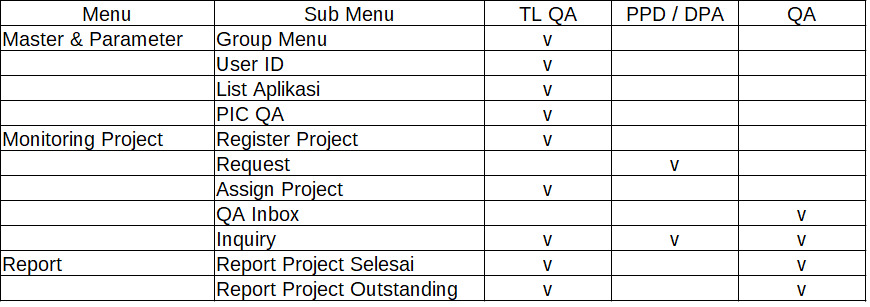 Menu Sub Menu TL QA PPD / DPA QA
Master & Parameter Group Menu v
User ID v
List Aplikasi v
PIC QA v
Monitoring Project Register Project v
Request v
Assign Project v
QA Inbox v
Inquiry v v v
Report Report Project Selesai v v
Report Project Outstanding v v